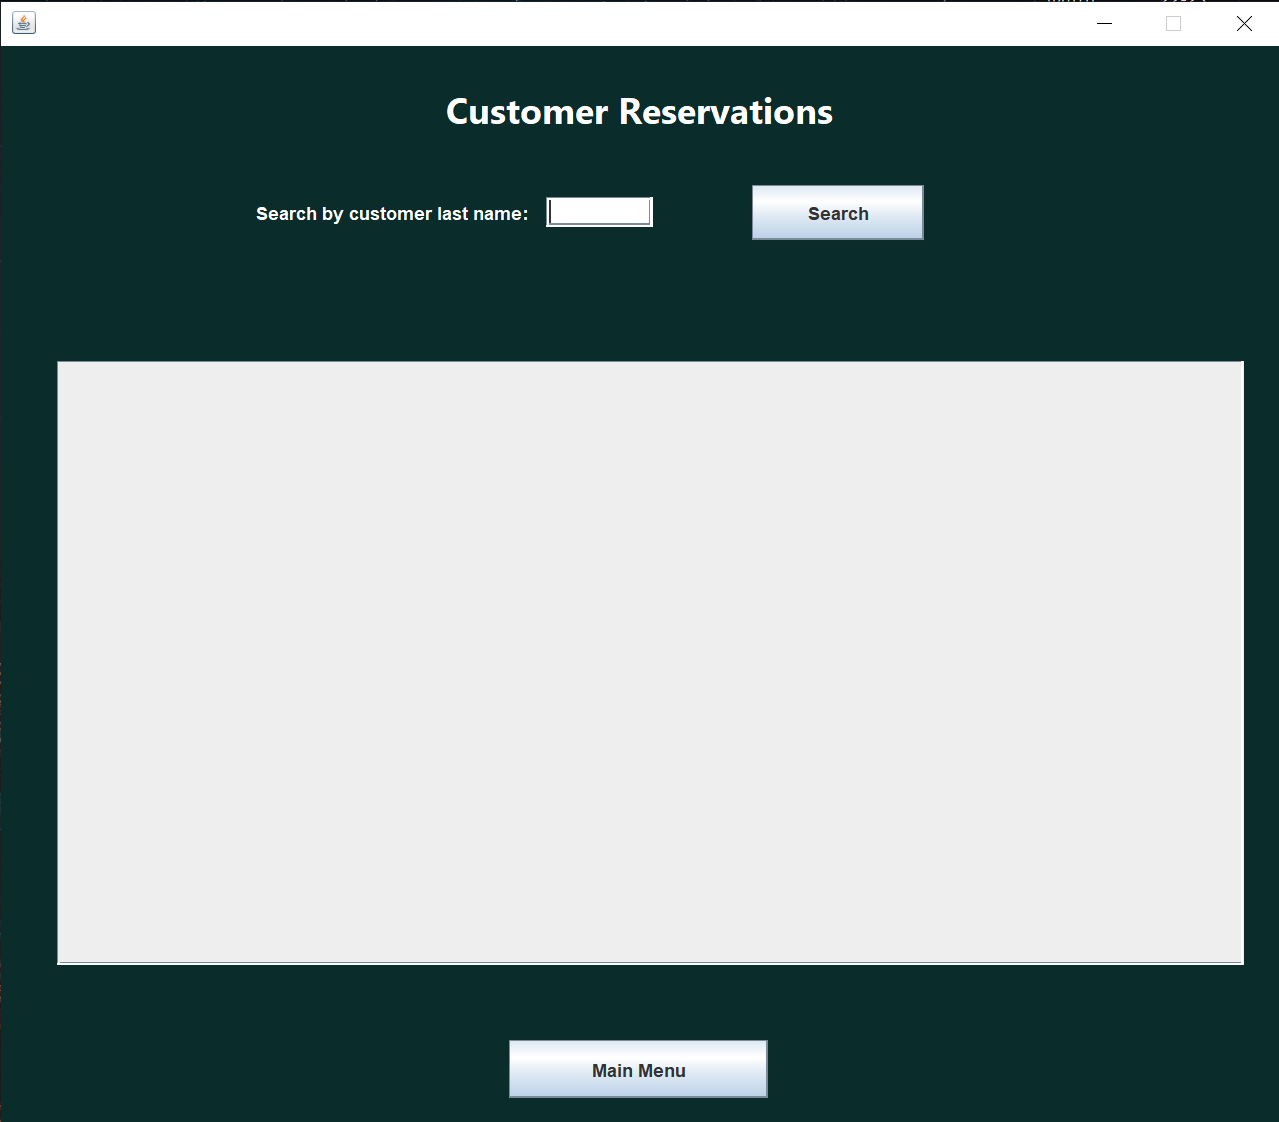 Customer Reservations
Search by customer last name:
Search
Main Menu